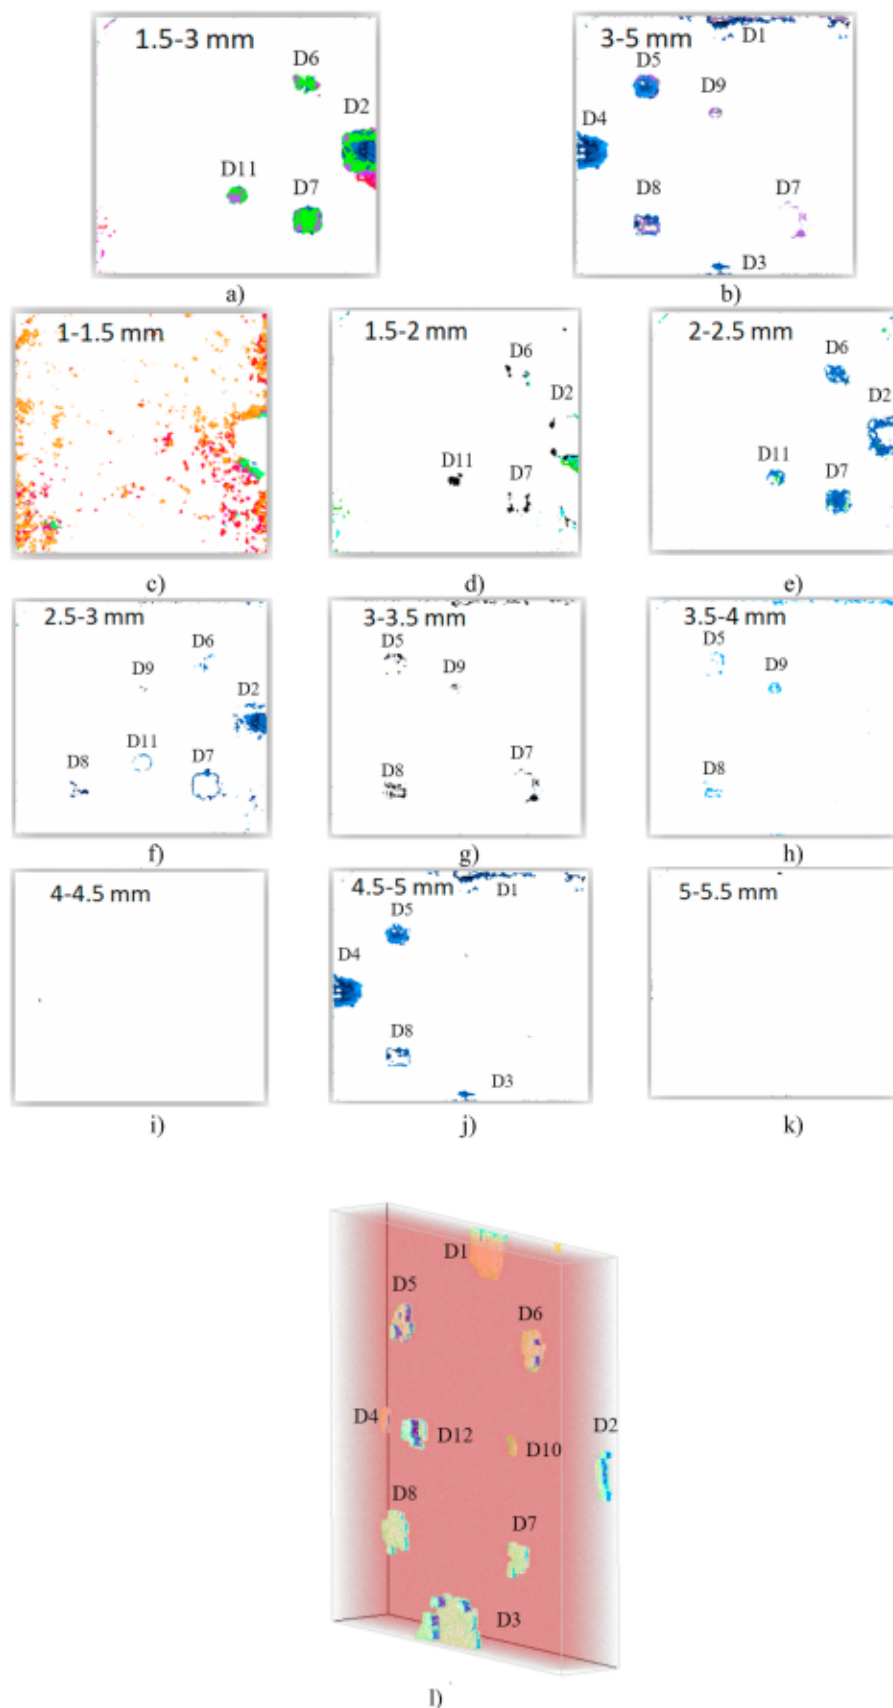 1.5-3 mm
D6
D2
D11
D7
a)
3-5 mm
D1
D5
D9
D4
D8
D7
D3
b)
1-1.5 mm
c)
1.5-2 mm
D6
D2
D11
D7
d)
2-2.5 mm
D6
D2
D11
D7
e)
2.5-3 mm
D6
D9
D2
D11
D8
D7
f)
3-3.5 mm
D5
D9
D8
D7
g)
3.5-4 mm
D5
D9
D8
h)
4-4.5 mm
i)
4.5-5 mm
D1
D5
D4
D8
D3
j)
5-5.5 mm
k)
D1
D5
D6
D4
D12
D10
D2
D8
D7
D3
l)